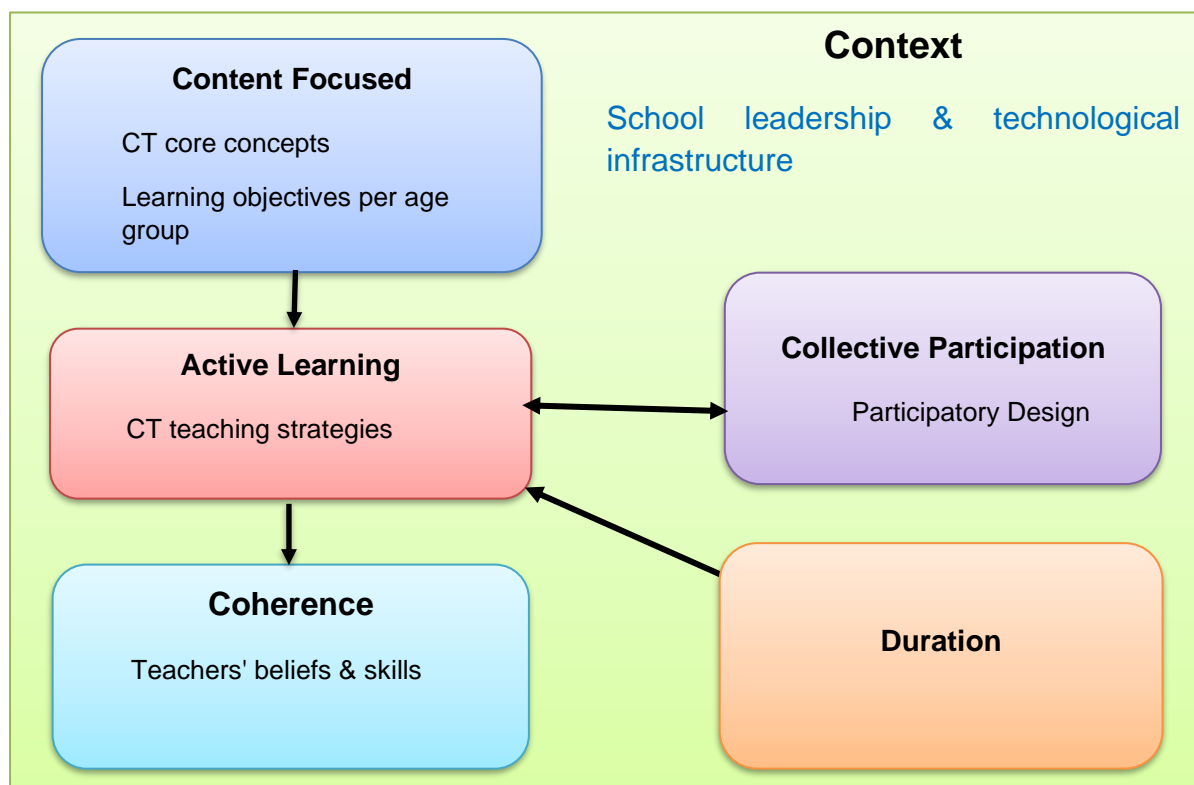 Context
School leadership & technological
infrastructure
Content Focused
CT core concepts
Learning objectives per age
group
Active Learning
CT teaching strategies
Collective Participation
Participatory Design
Coherence
Teachers' beliefs & skills
Duration